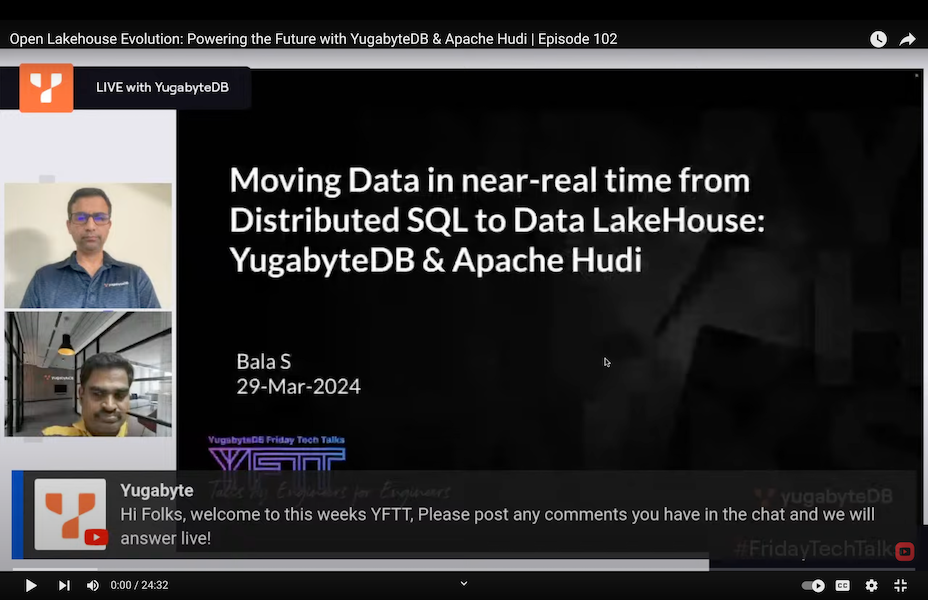 Open Lakehouse Evolution: Powering the Future with YugabyteDB & Apache Hudi | Episode 102
LIVE with YugabyteDB
Moving Data in near-real time from
Distributed SQL to Data LakeHouse:
YugabyteDB & Apache Hudi
Bala S
29-Mar-2024
YugabyteDB Friday Tech Talks
YFTT
Talks by Engineers for Engineers
yugabyteDB
Yugabyte
Hi Folks, welcome to this weeks YFTT, Please post any comments you have in the chat and we will
answer live!
#FridayTechTalks
0:00 / 24:32
CC